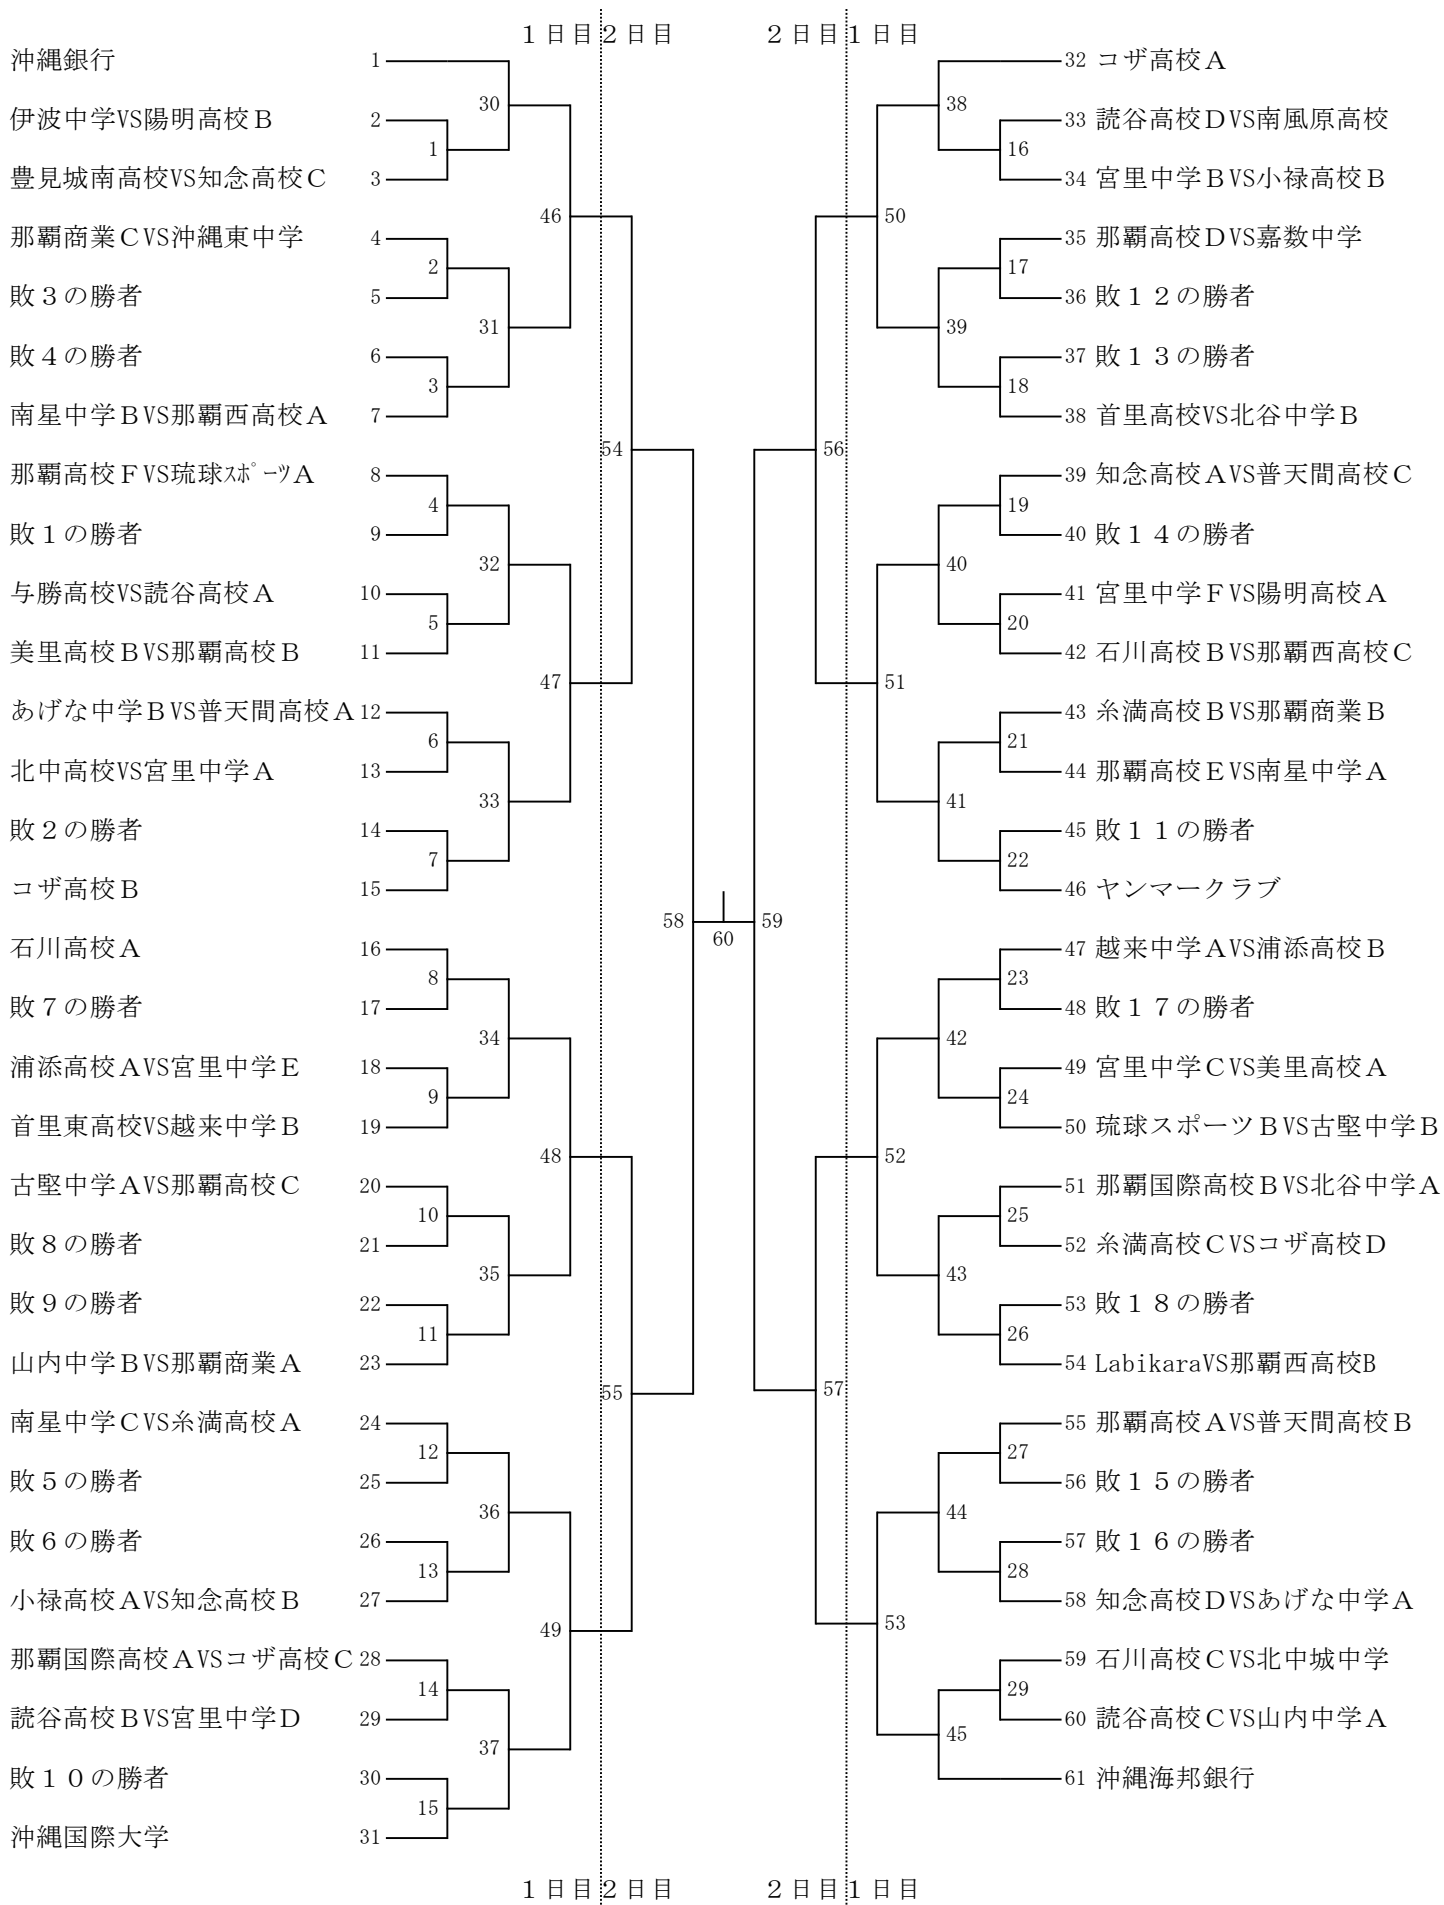 １日目 ２日目 ２日目 １日目
沖縄銀行 1
伊波中学VS陽明高校Ｂ 2
豊見城南高校VS知念高校Ｃ 3
那覇商業ＣVS沖縄東中学 4
敗３の勝者 5
敗４の勝者 6
南星中学ＢVS那覇西高校Ａ 7
那覇高校ＦVS琉球ｽﾎﾟｰﾂＡ 8
敗１の勝者 9
与勝高校VS読谷高校Ａ 10
美里高校ＢVS那覇高校Ｂ 11
あげな中学ＢVS普天間高校Ａ 12
北中高校VS宮里中学Ａ 13
敗２の勝者 14
コザ高校Ｂ 15
石川高校Ａ 16
敗７の勝者 17
浦添高校ＡVS宮里中学Ｅ 18
首里東高校VS越来中学Ｂ 19
古堅中学ＡVS那覇高校Ｃ 20
敗８の勝者 21
敗９の勝者 22
山内中学ＢVS那覇商業Ａ 23
南星中学ＣVS糸満高校Ａ 24
敗５の勝者 25
敗６の勝者 26
小禄高校ＡVS知念高校Ｂ 27
那覇国際高校ＡVSコザ高校Ｃ 28
読谷高校ＢVS宮里中学Ｄ 29
敗１０の勝者 30
沖縄国際大学 31
1
2
3
4
5
6
7
8
9
10
11
12
13
14
15
30
31
32
33
34
35
36
37
46
47
48
49
54
55
58
60
59
56
57
50
51
52
53
38
39
40
41
42
43
44
45
16
17
18
19
20
21
22
23
24
25
26
27
28
29
32 コザ高校Ａ
33 読谷高校ＤVS南風原高校
34 宮里中学ＢVS小禄高校Ｂ
35 那覇高校ＤVS嘉数中学
36 敗１２の勝者
37 敗１３の勝者
38 首里高校VS北谷中学Ｂ
39 知念高校ＡVS普天間高校Ｃ
40 敗１４の勝者
41 宮里中学ＦVS陽明高校Ａ
42 石川高校ＢVS那覇西高校Ｃ
43 糸満高校ＢVS那覇商業Ｂ
44 那覇高校ＥVS南星中学Ａ
45 敗１１の勝者
46 ヤンマークラブ
47 越来中学ＡVS浦添高校Ｂ
48 敗１７の勝者
49 宮里中学ＣVS美里高校Ａ
50 琉球スポーツＢVS古堅中学Ｂ
51 那覇国際高校ＢVS北谷中学Ａ
52 糸満高校ＣVSコザ高校Ｄ
53 敗１８の勝者
54 LabikaraVS那覇西高校B
55 那覇高校ＡVS普天間高校Ｂ
56 敗１５の勝者
57 敗１６の勝者
58 知念高校ＤVSあげな中学Ａ
59 石川高校ＣVS北中城中学
60 読谷高校ＣVS山内中学Ａ
61 沖縄海邦銀行
１日目 ２日目 ２日目 １日目